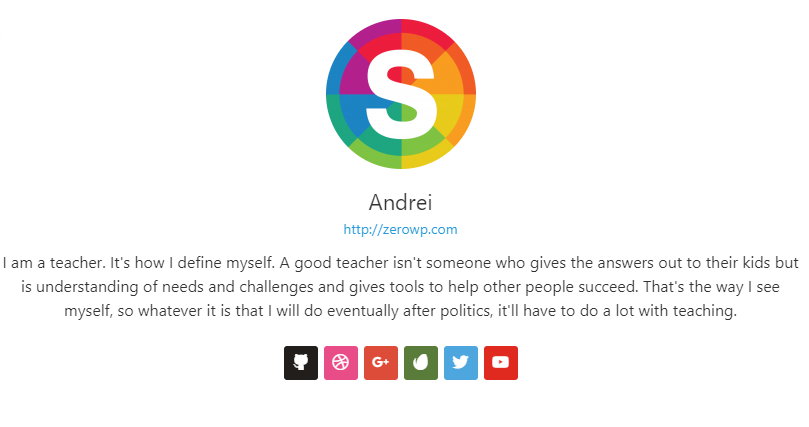 S
Andrei
http://zerowp.com
I am a teacher. It's how I define myself. A good teacher isn't someone who gives the answers out to their kids but
is understanding of needs and challenges and gives tools to help other people succeed. That's the way I see
myself, so whatever it is that I will do eventually after politics, it'll have to do a lot with teaching.
G+